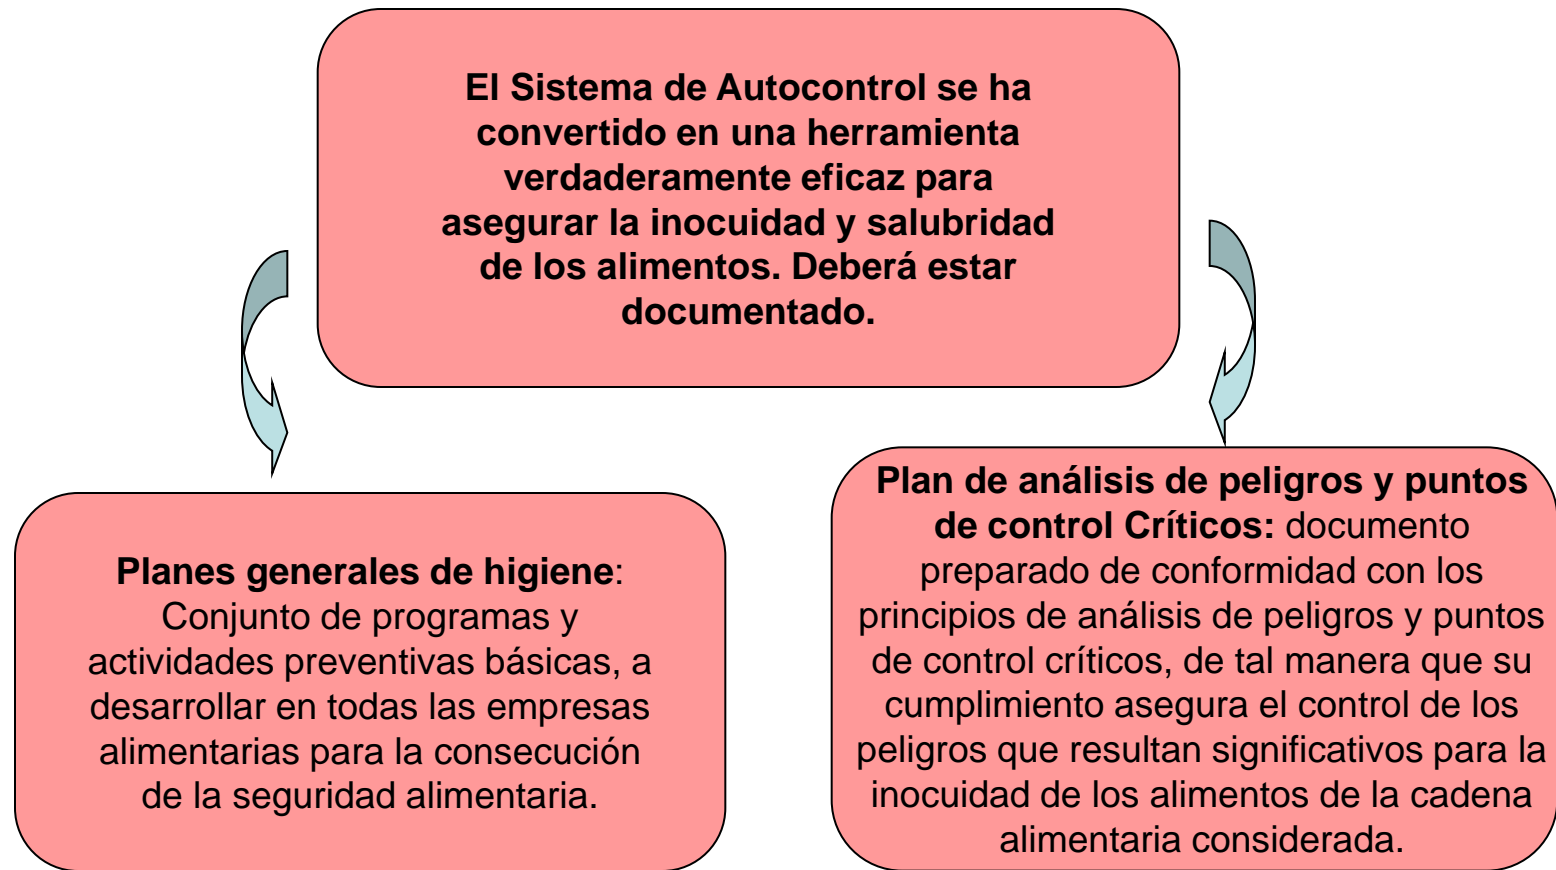 El Sistema de Autocontrol se ha
convertido en una herramienta
verdaderamente eficaz para
asegurar la inocuidad y salubridad
de los alimentos. Deberá estar
documentado.
Planes generales de higiene:
Conjunto de programas y
actividades preventivas básicas, a
desarrollar en todas las empresas
alimentarias para la consecución
de la seguridad alimentaria.
Plan de análisis de peligros y puntos
de control Críticos: documento
preparado de conformidad con los
principios de análisis de peligros y puntos
de control críticos, de tal manera que su
cumplimiento asegura el control de los
peligros que resultan significativos para la
inocuidad de los alimentos de la cadena
alimentaria considerada.